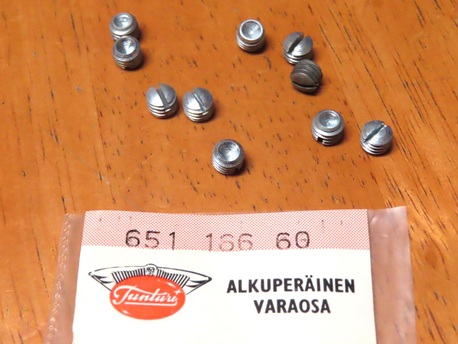 651 166 60
Tunturi
ALKUPERÄINEN
VARAOSA